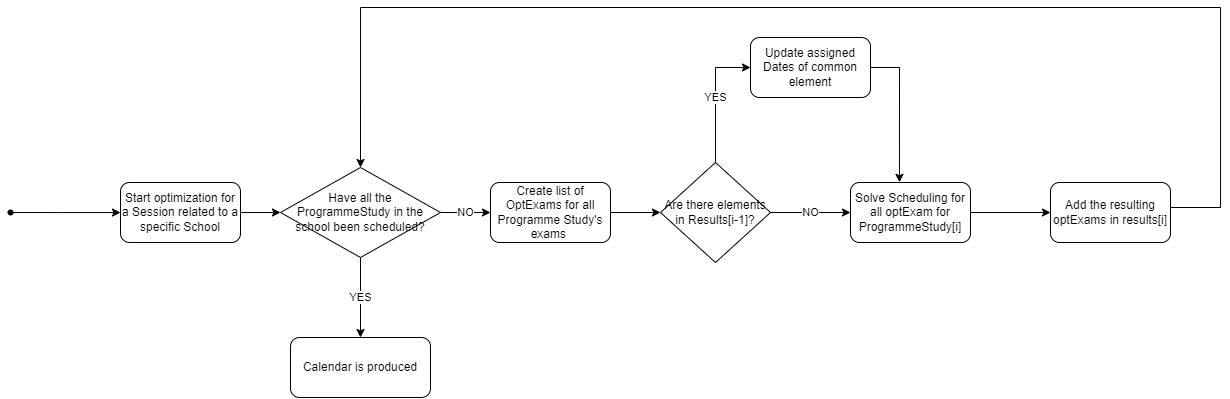 Update assigned
Dates of common
element
YES
Start optimization for
a Session related to a
specific School
Have all the
ProgrammeStudy in the
school been scheduled?
NO
Create list of
OptExams for all
Programme Study's
exams
Are there elements
in Results[i-1]?
NO
Solve Scheduling for
all optExam for
ProgrammeStudy[i]
Add the resulting
optExams in results[i]
YES
Calendar is produced